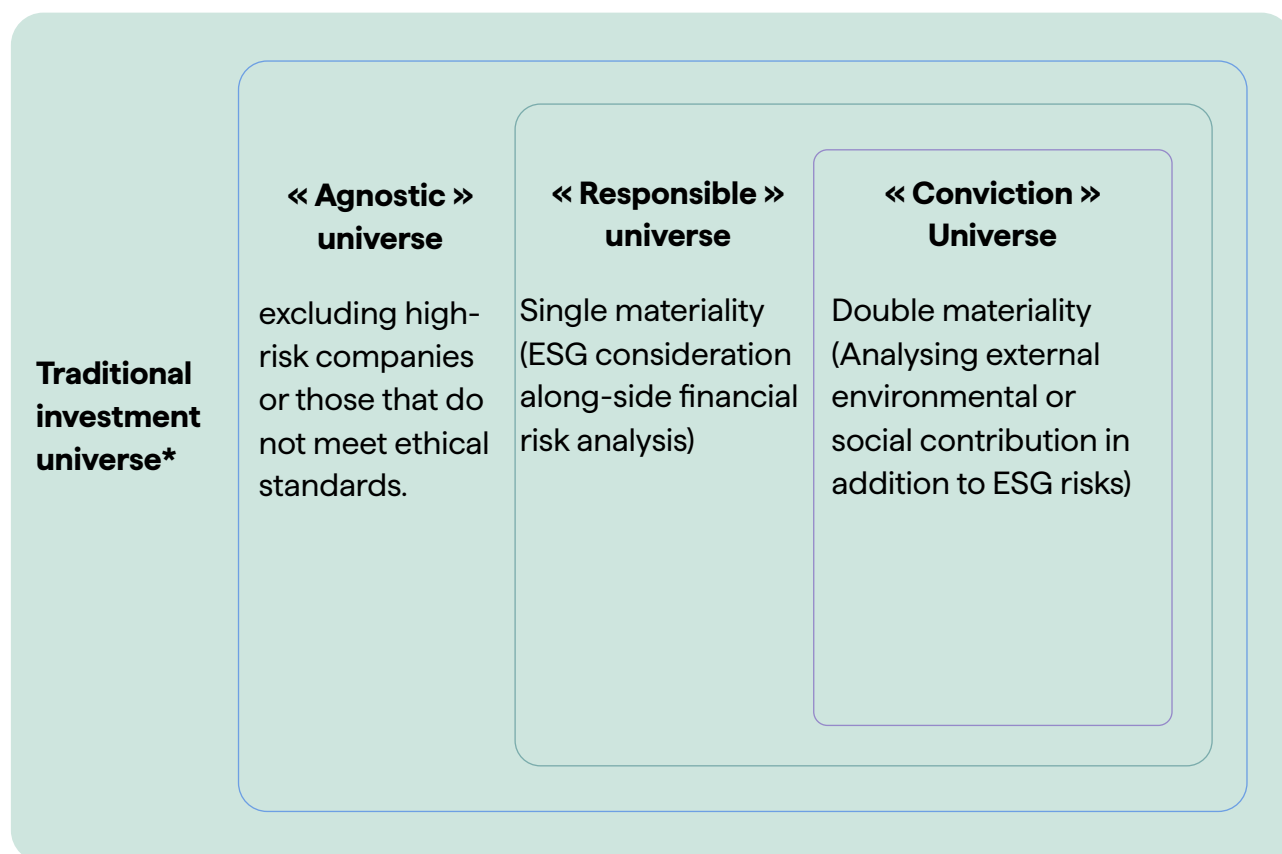 Traditional
investment
universe*
« Agnostic »
universe
excluding high-
risk companies
or those that do
not meet ethical
standards.
« Responsible »
universe
Single materiality
(ESG consideration
along-side financial
risk analysis)
« Conviction »
Universe
Double materiality
(Analysing external
environmental or
social contribution in
addition to ESG risks)